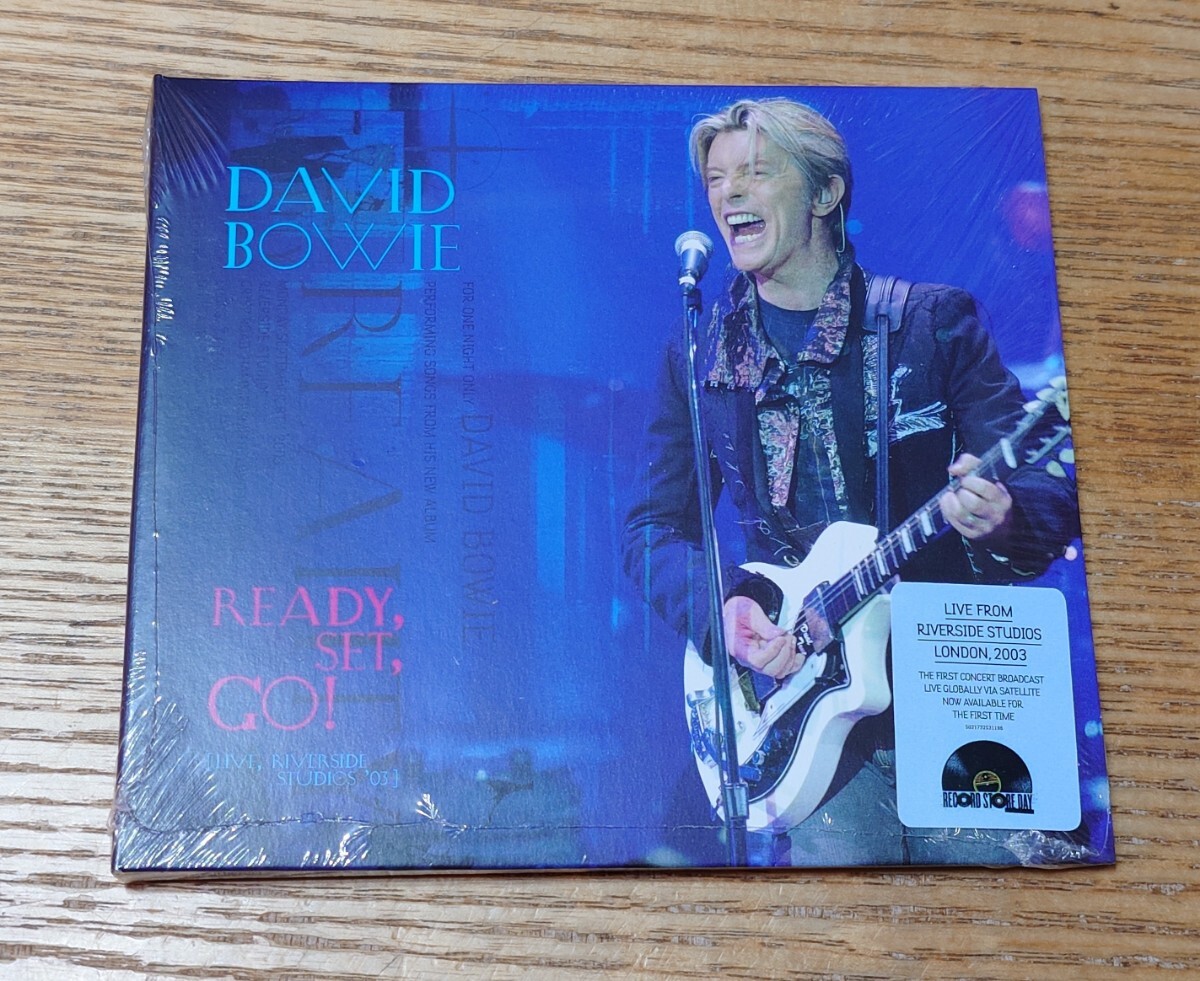 DAVID
BOWIE
FOR ONE NIGHT ONLY DAVID BOWIE
PERFORMING SONGS FROM HIS NEW ALBUM
REALITY
READY,
SET,
GO!
[LIVE, RIVERSIDE
STUDIOS '03]
LIVE FROM
RIVERSIDE STUDIOS
LONDON, 2003
THE FIRST CONCERT BROADCAST
LIVE GLOBALLY VIA SATELLITE
NOW AVAILABLE FOR
THE FIRST TIME
RECORD STORE DAY